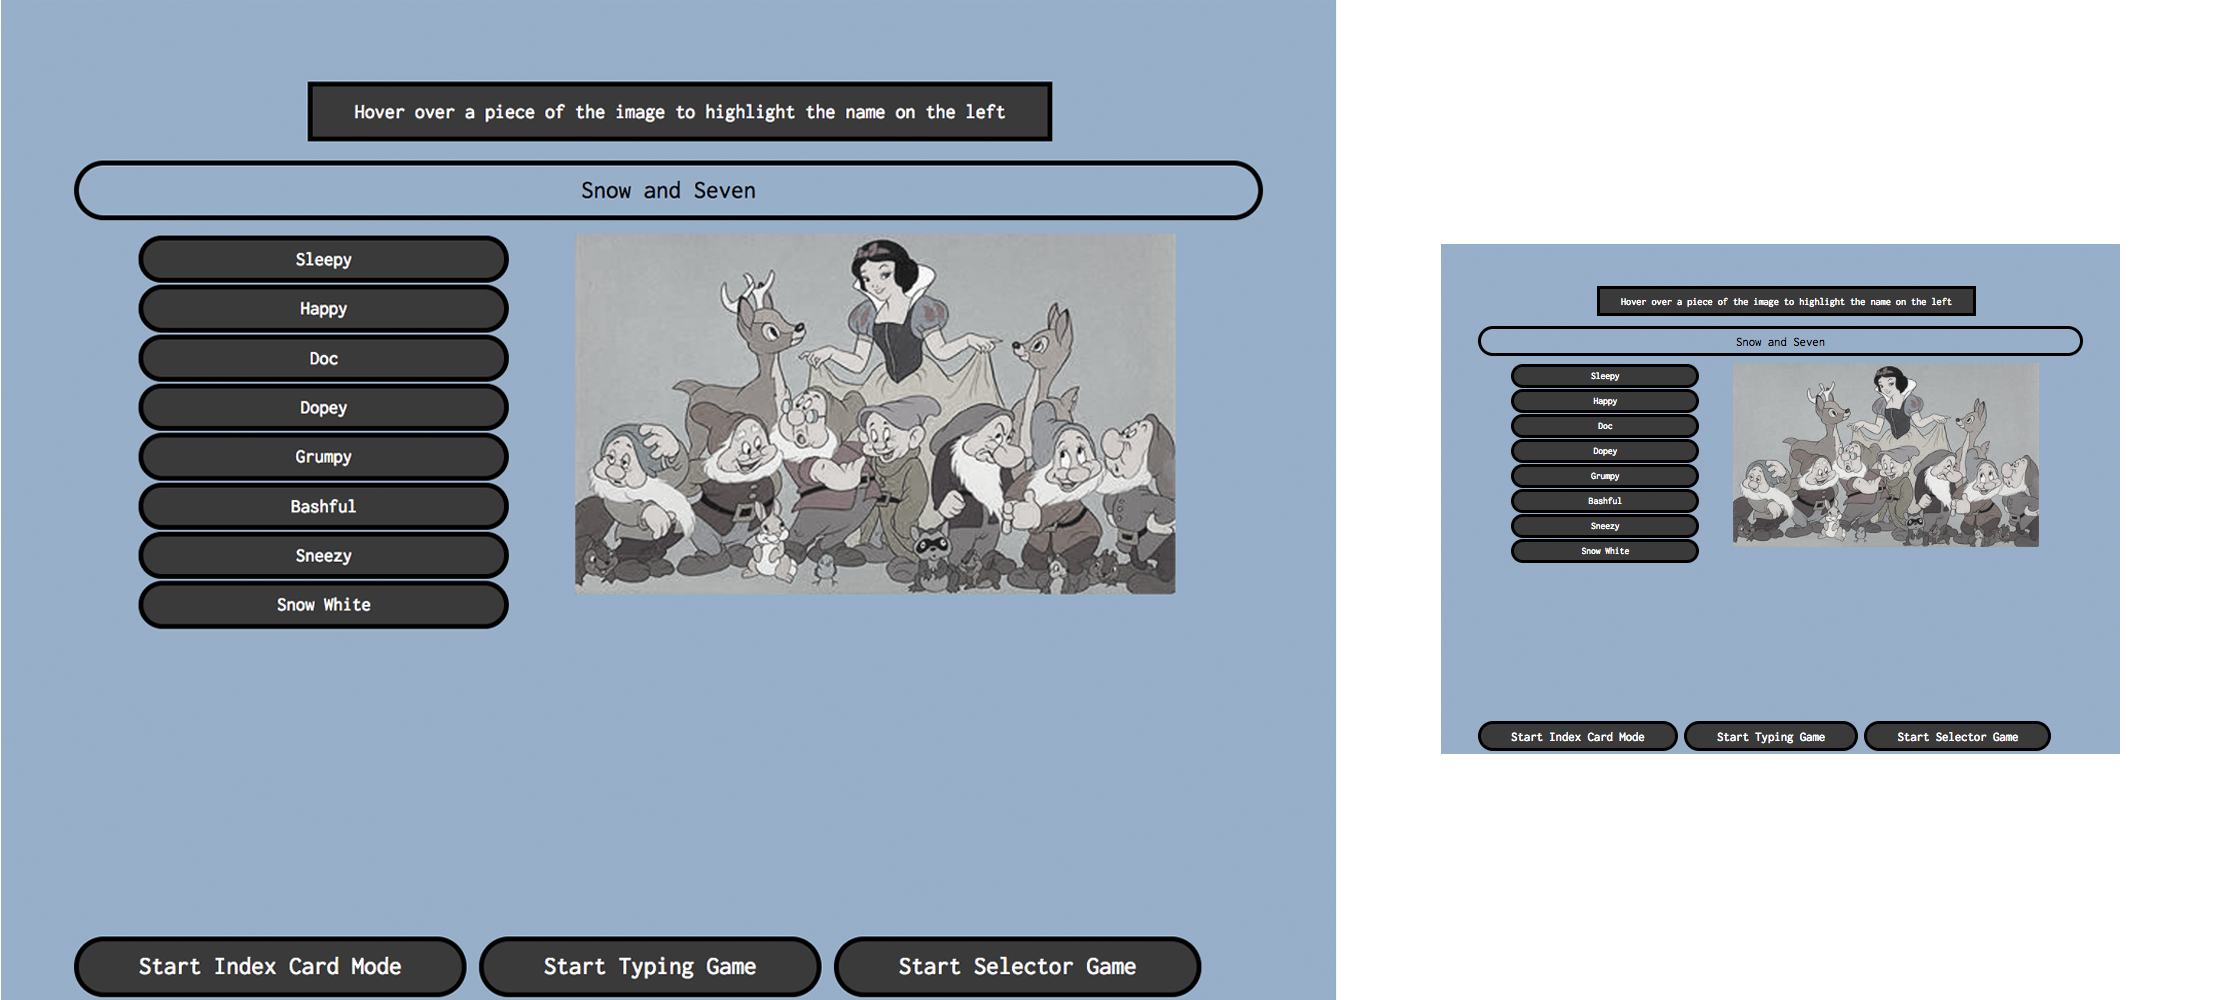 Hover over a piece of the image to highlight the name on the left
Snow and Seven
Sleepy
Happy
Doc
Dopey
Grumpy
Bashful
Sneezy
Snow White
Start Index Card Mode
Start Typing Game
Start Selector Game
Hover over a piece of the image to highlight the name on the left
Snow and Seven
Sleepy
Happy
Doc
Dopey
Grumpy
Bashful
Sneezy
Snow White
Start Index Card Mode
Start Typing Game
Start Selector Game